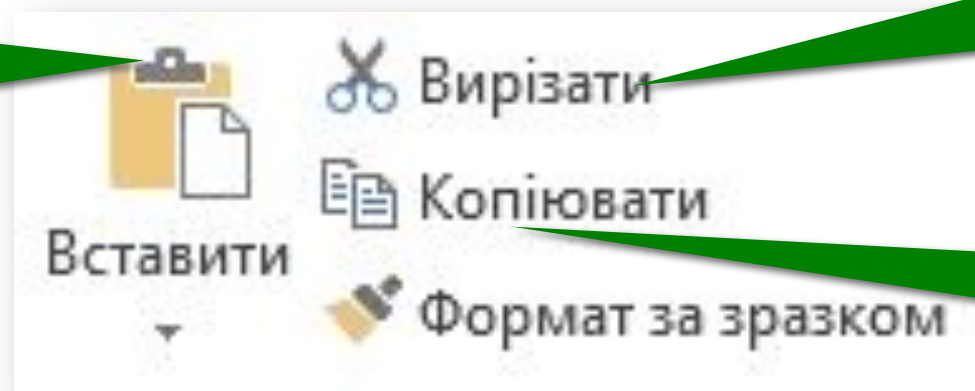 Вставити
Вирізати
Копіювати
Формат за зразком